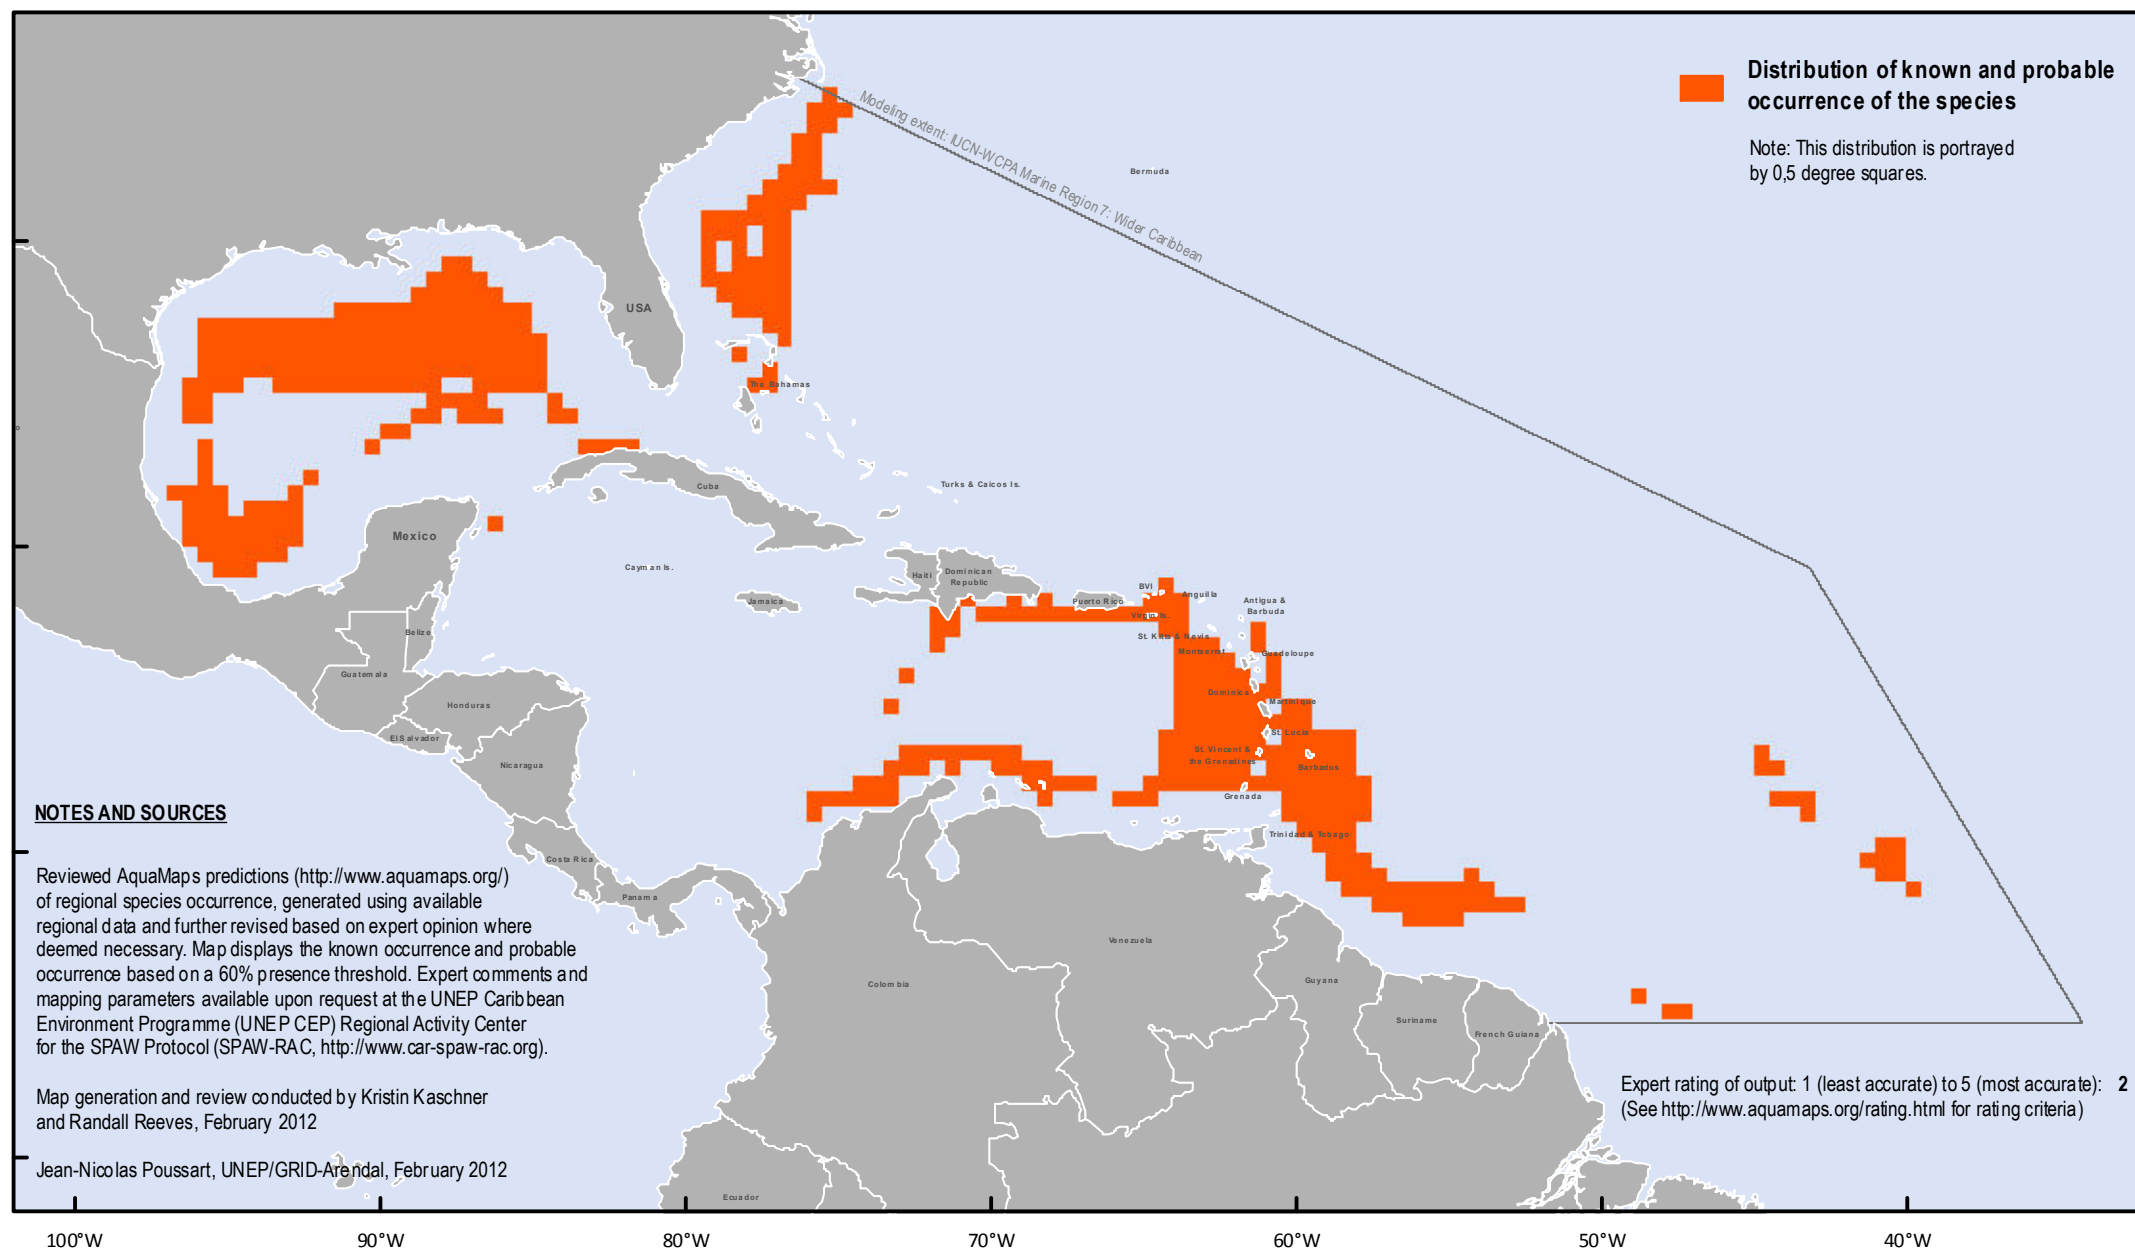 Distribution of known and probable
occurrence of the species
Note: This distribution is portrayed
by 0,5 degree squares.
Modeling extent: IUCN-WCPA Marine Region 7: Wider Caribbean
Bermuda
USA
The Bahamas
Turks & Caicos Is.
Cuba
Mexico
Cayman Is.
Haiti
Dominican
Republic
Jamaica
Puerto Rico
BVI
Virgin Is.
Anguilla
Antigua &
Barbuda
St. Kitts & Nevis
Montserrat
Guadeloupe
Belize
Guatemala
Honduras
El Salvador
Nicaragua
Dominica
Martinique
St. Lucia
St. Vincent &
the Grenadines
Barbados
Grenada
Trinidad & Tobago
Costa Rica
Panama
Venezuela
Colombia
Guyana
Suriname
French Guiana
Ecuador
NOTES AND SOURCES
Reviewed AquaMaps predictions (http://www.aquamaps.org/)
of regional species occurrence, generated using available
regional data and further revised based on expert opinion where
deemed necessary. Map displays the known occurrence and probable
occurrence based on a 60% presence threshold. Expert comments and
mapping parameters available upon request at the UNEP Caribbean
Environment Programme (UNEP CEP) Regional Activity Center
for the SPAW Protocol (SPAW-RAC, http://www.car-spaw-rac.org).
Map generation and review conducted by Kristin Kaschner
and Randall Reeves, February 2012
Jean-Nicolas Poussart, UNEP/GRID-Arendal, February 2012
Expert rating of output: 1 (least accurate) to 5 (most accurate): 2
(See http://www.aquamaps.org/rating.html for rating criteria)
100°W
90°W
80°W
70°W
60°W
50°W
40°W